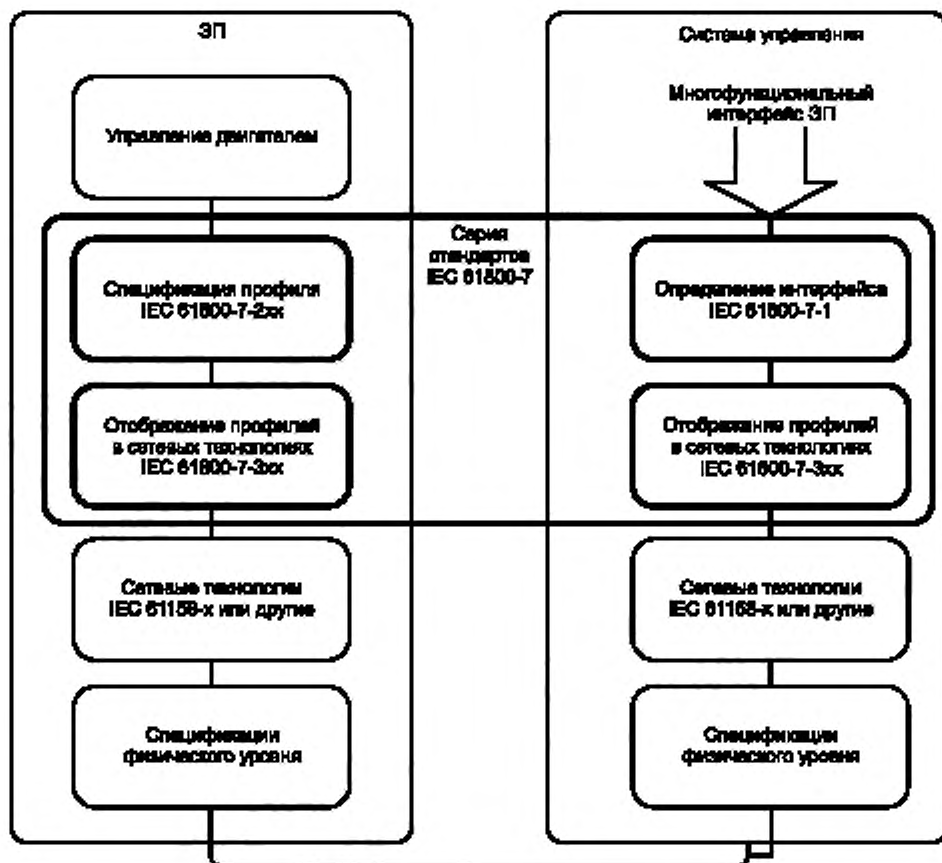 ЭП
Управление двигателем
Спецификация профиля
IEC 61800-7-2xx
Отображение профилей
в сетевых технологиях
IEC 61800-7-3xx
Сетевые технологии
IEC 61158-x или другие
Спецификации
физического уровня
Серия
стандартов
IEC 61800-7
Система управления
Многофункциональный
интерфейс ЭП
Определение интерфейса
IEC 61800-7-1
Отображение профилей
в сетевых технологиях
IEC 61800-7-3xx
Сетевые технологии
IEC 61158-x или другие
Спецификации
физического уровня